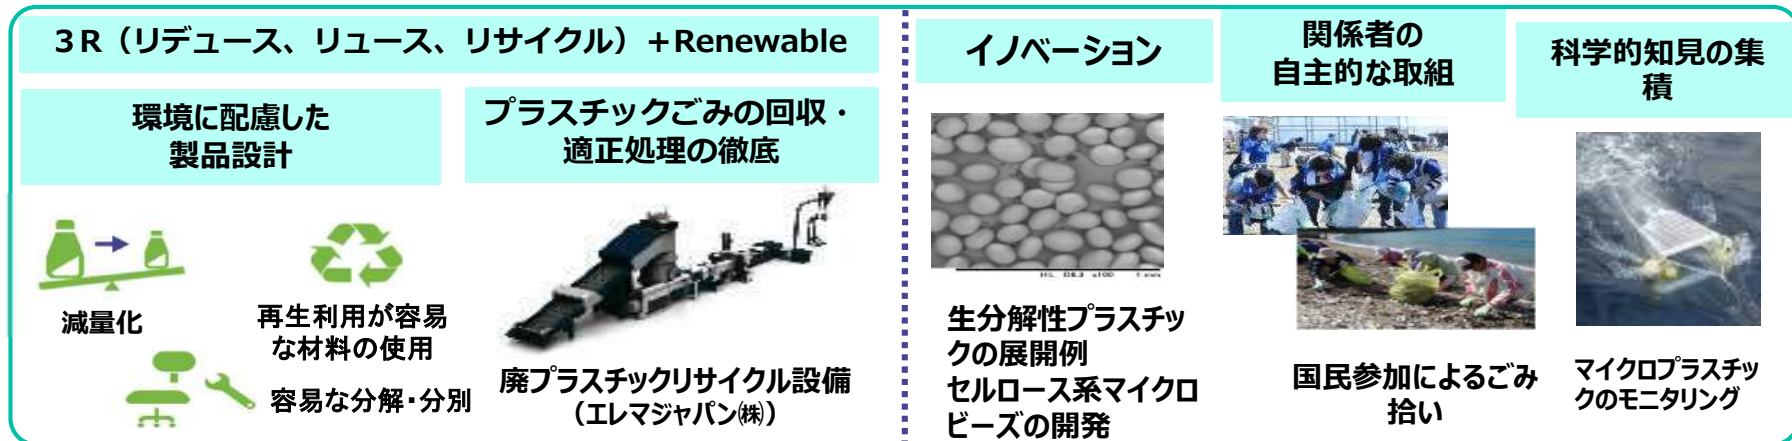 ３Ｒ（リデュース、リュース、リサイクル）＋Renewable
環境に配慮した
製品設計
プラスチックごみの回収・
適正処理の徹底
減量化
再生利用が容易
な材料の使用
容易な分解・分別
廃プラスチックリサイクル設備
（エレマジャパン㈱）
イノベーション
生分解性プラスチッ
クの展開例
セルロース系マイクロ
ビーズの開発
関係者の
自主的な取組
国民参加によるごみ
拾い
科学的知見の集
積
マイクロプラスチッ
クのモニタリング